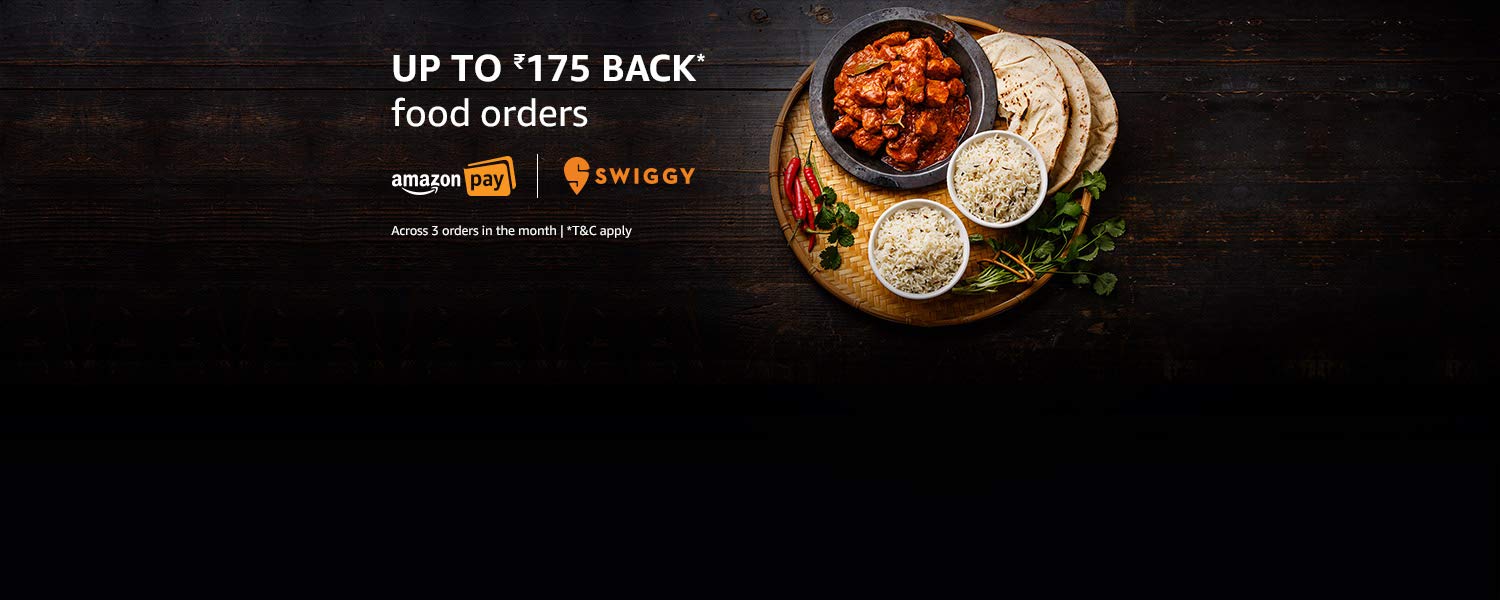 UP TO ₹175 BACK*
food orders
amazon pay | SWIGGY
Across 3 orders in the month | *T&C apply